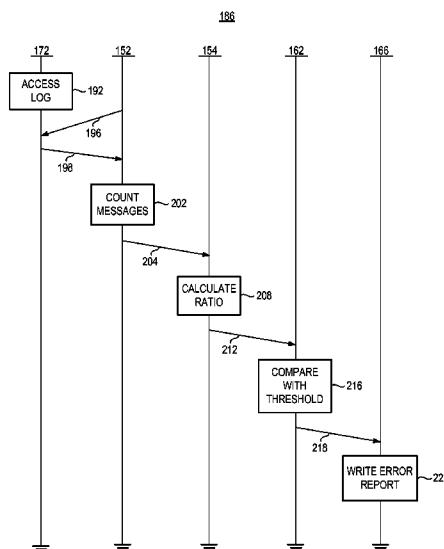 186
172 152 154 162 166
ACCESS
LOG
192
196
198
COUNT
MESSAGES
202
204
CALCULATE
RATIO
208
212
COMPARE
WITH
THRESHOLD
216
218
WRITE ERROR
REPORT
22